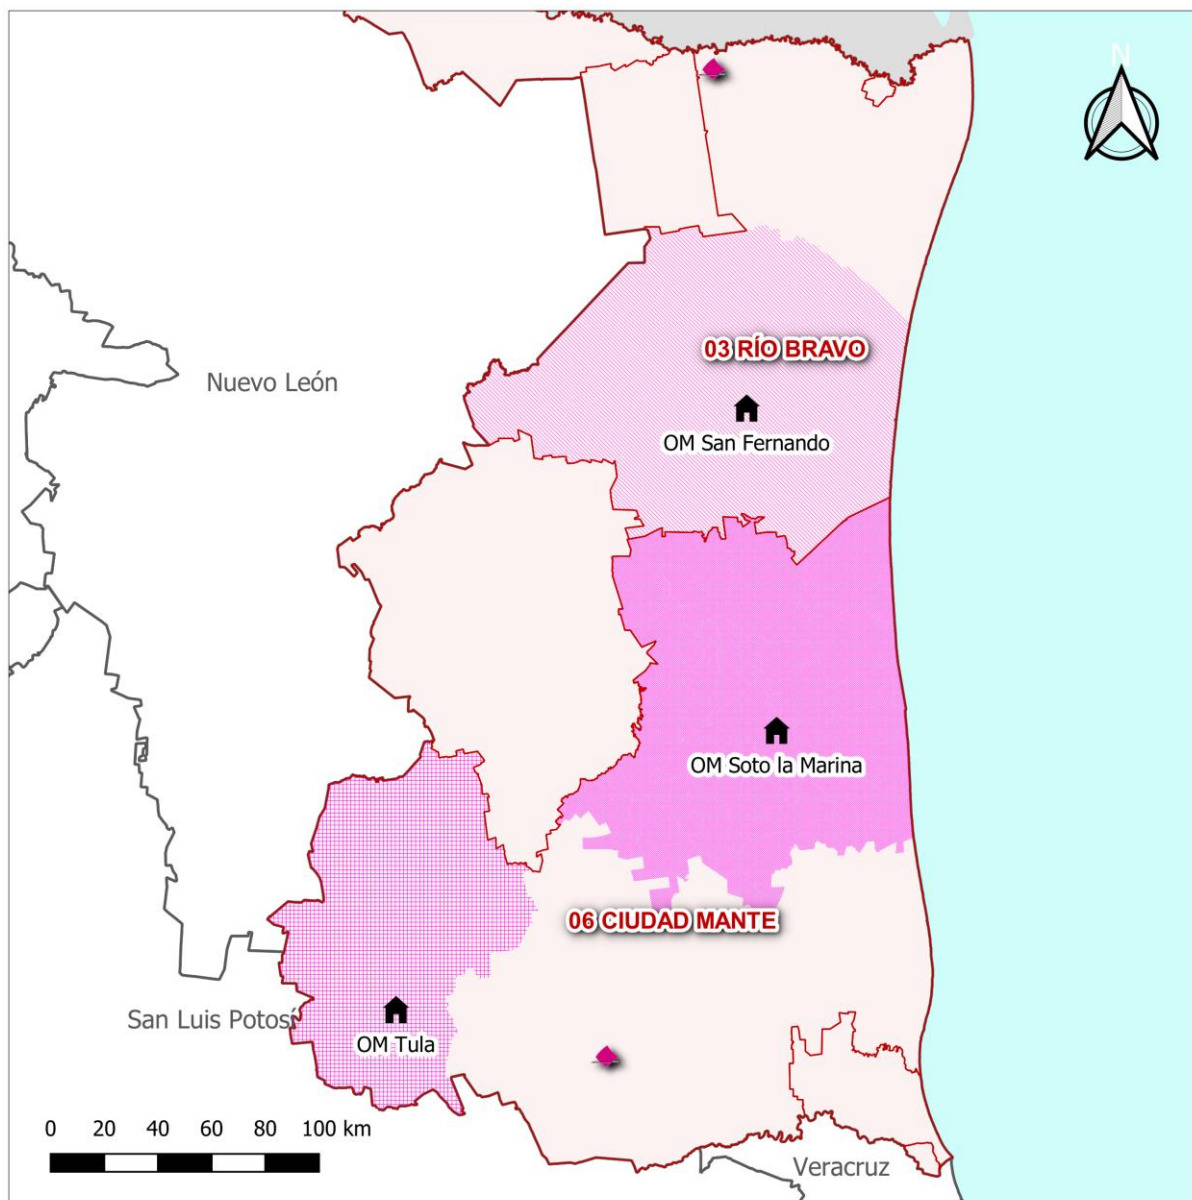 N
03 RÍO BRAVO
Nuevo León
OM San Fernando
OM Soto la Marina
06 CIUDAD MANTE
San Luis Potosí
OM Tula
0 20 40 60 80 100 km
Veracruz